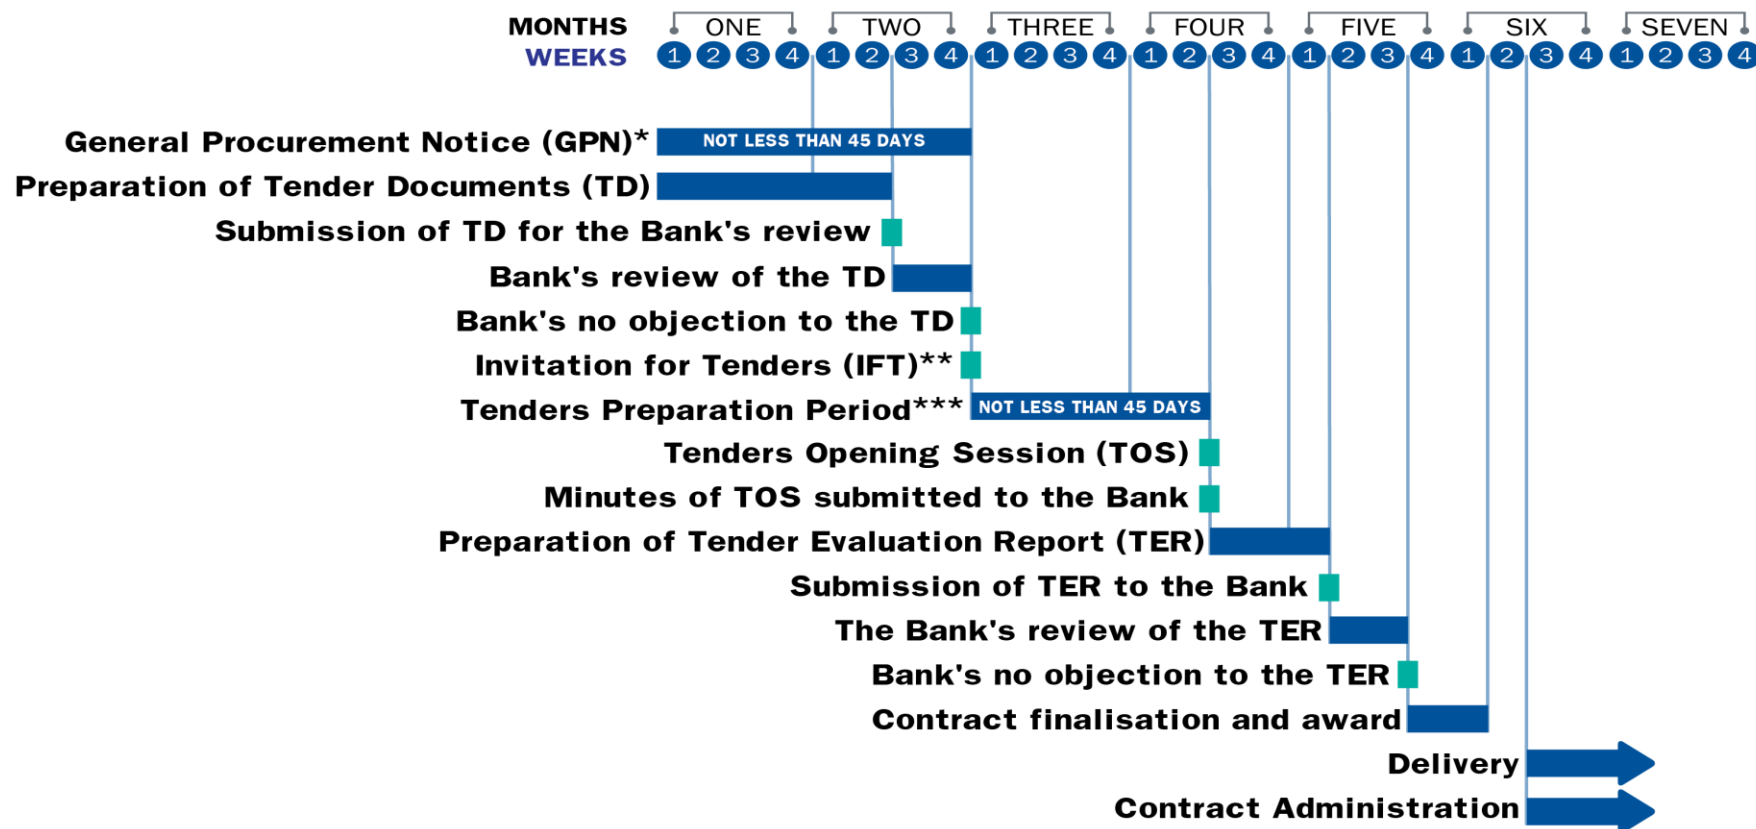 MONTHS ONE TWO THREE FOUR FIVE SIX SEVEN
WEEKS 1 2 3 4 1 2 3 4 1 2 3 4 1 2 3 4 1 2 3 4 1 2 3 4 1 2 3 4
General Procurement Notice (GPN)* NOT LESS THAN 45 DAYS
Preparation of Tender Documents (TD)
Submission of TD for the Bank's review
Bank's review of the TD
Bank's no objection to the TD
Invitation for Tenders (IFT)**
Tenders Preparation Period*** NOT LESS THAN 45 DAYS
Tenders Opening Session (TOS)
Minutes of TOS submitted to the Bank
Preparation of Tender Evaluation Report (TER)
Submission of TER to the Bank
The Bank's review of the TER
Bank's no objection to the TER
Contract finalisation and award
Delivery
Contract Administration